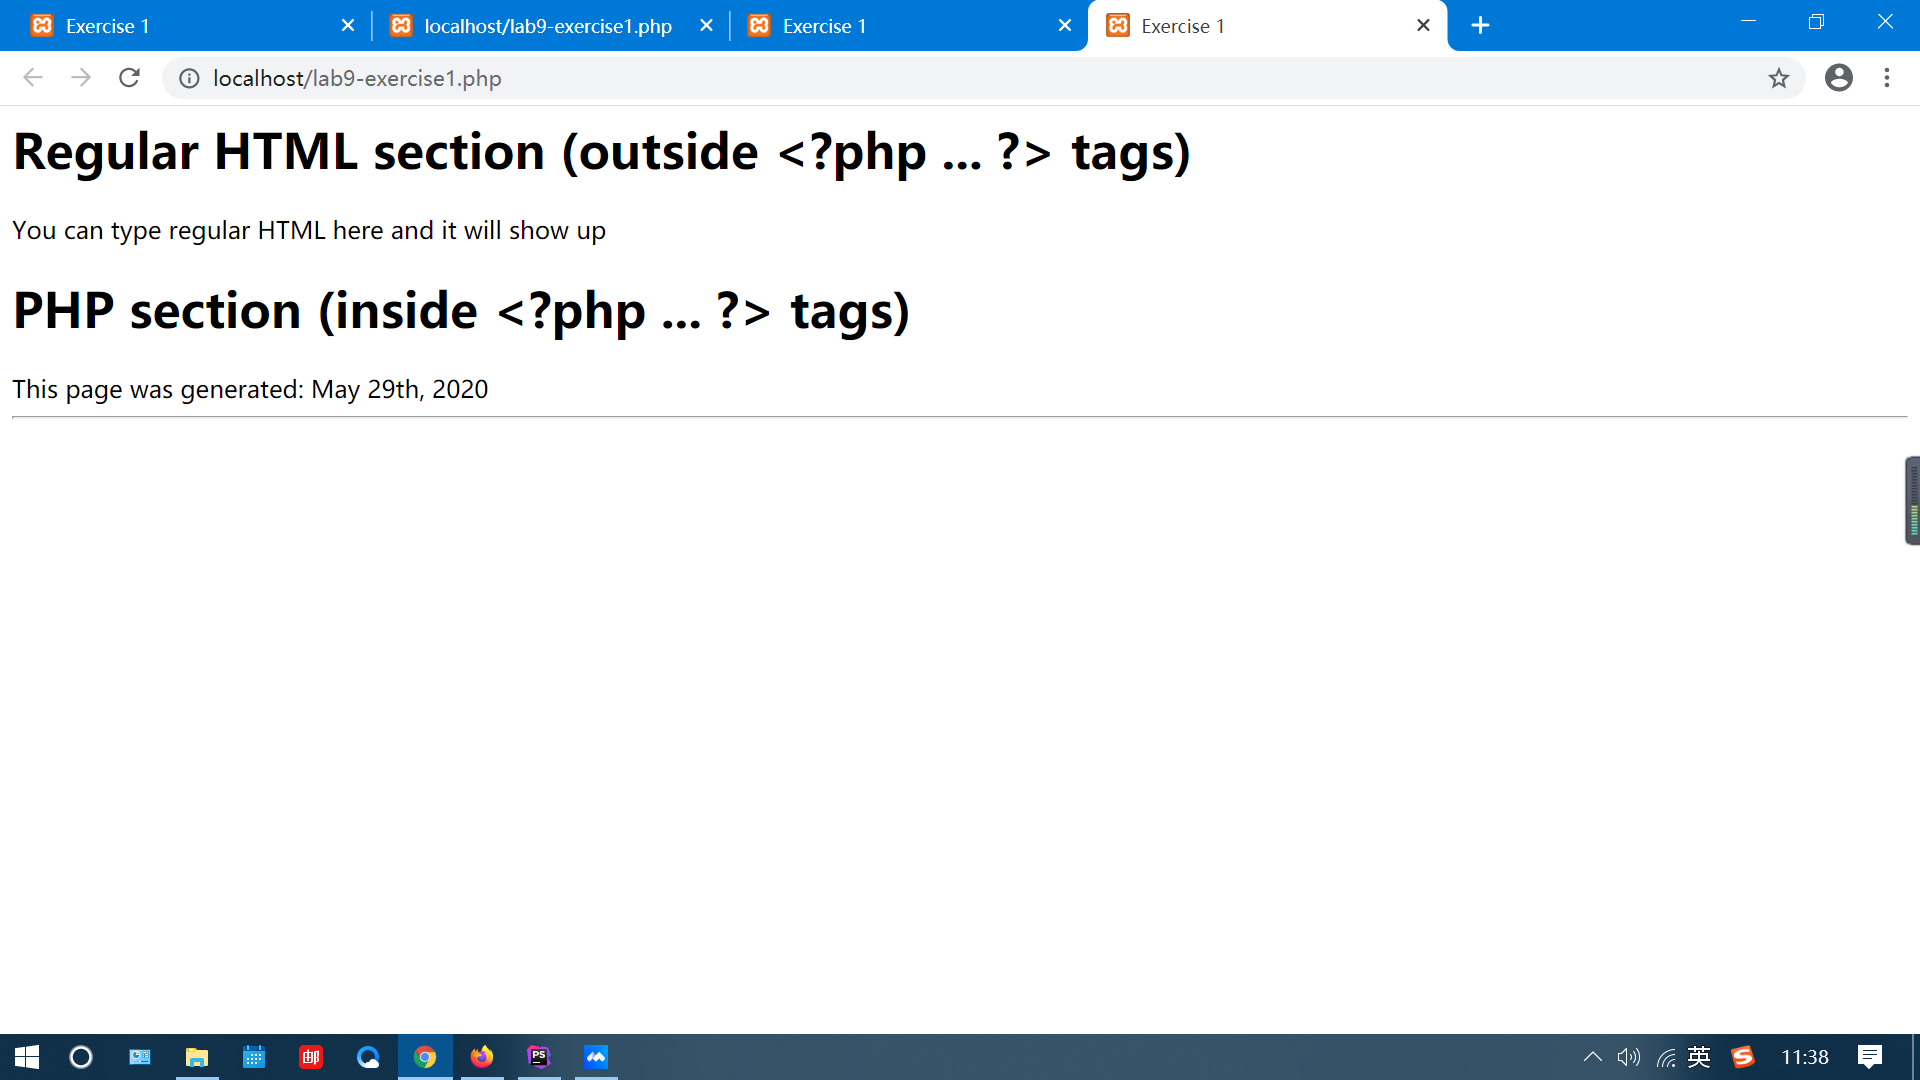 Exercise 1
localhost/lab9-exercise1.php
Exercise 1
Exercise 1
localhost/lab9-exercise1.php
Regular HTML section (outside <?php ... ?> tags)
You can type regular HTML here and it will show up
PHP section (inside <?php ... ?> tags)
This page was generated: May 29th, 2020
邮
PS
英
11:38